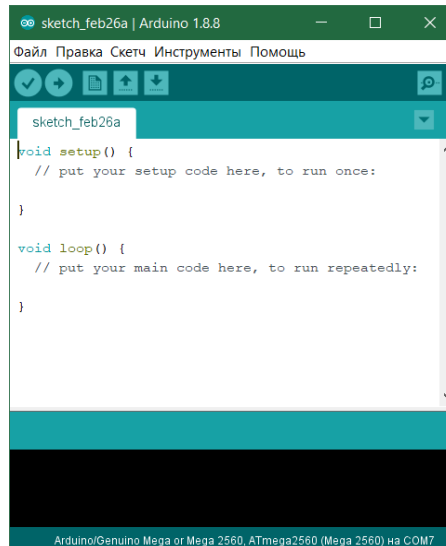 sketch_feb26a | Arduino 1.8.8
Файл Правка Скетч Инструменты Помощь
sketch_feb26a
void setup() {
  // put your setup code here, to run once:
}
void loop() {
  // put your main code here, to run repeatedly:
}
Arduino/Genuino Mega or Mega 2560, ATmega2560 (Mega 2560) на COM7